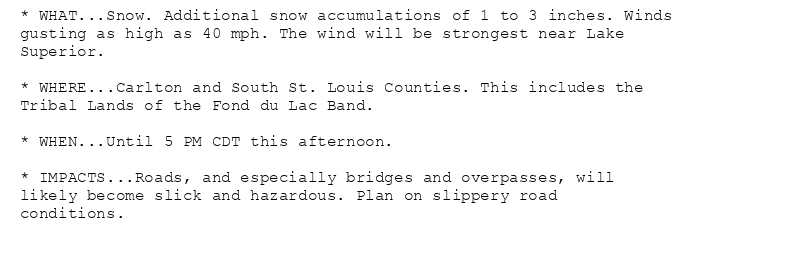 * WHAT...Snow. Additional snow accumulations of 1 to 3 inches. Winds
gusting as high as 40 mph. The wind will be strongest near Lake
Superior.
* WHERE...Carlton and South St. Louis Counties. This includes the
Tribal Lands of the Fond du Lac Band.
* WHEN...Until 5 PM CDT this afternoon.
* IMPACTS...Roads, and especially bridges and overpasses, will
likely become slick and hazardous. Plan on slippery road
conditions.